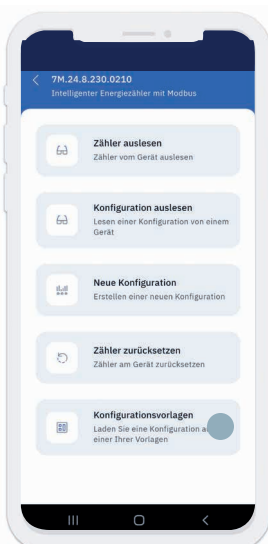 7M.24.8.230.0210
Intelligenter Energiezähler mit Modbus
Zähler auslesen
Zähler vom Gerät auslesen
Konfiguration auslesen
Lesen einer Konfiguration von einem
Gerät
Neue Konfiguration
Erstellen einer neuen Konfiguration
Zähler zurücksetzen
Zähler am Gerät zurücksetzen
Konfigurationsvorlagen
Laden Sie eine Konfiguration
einer Ihrer Vorlagen